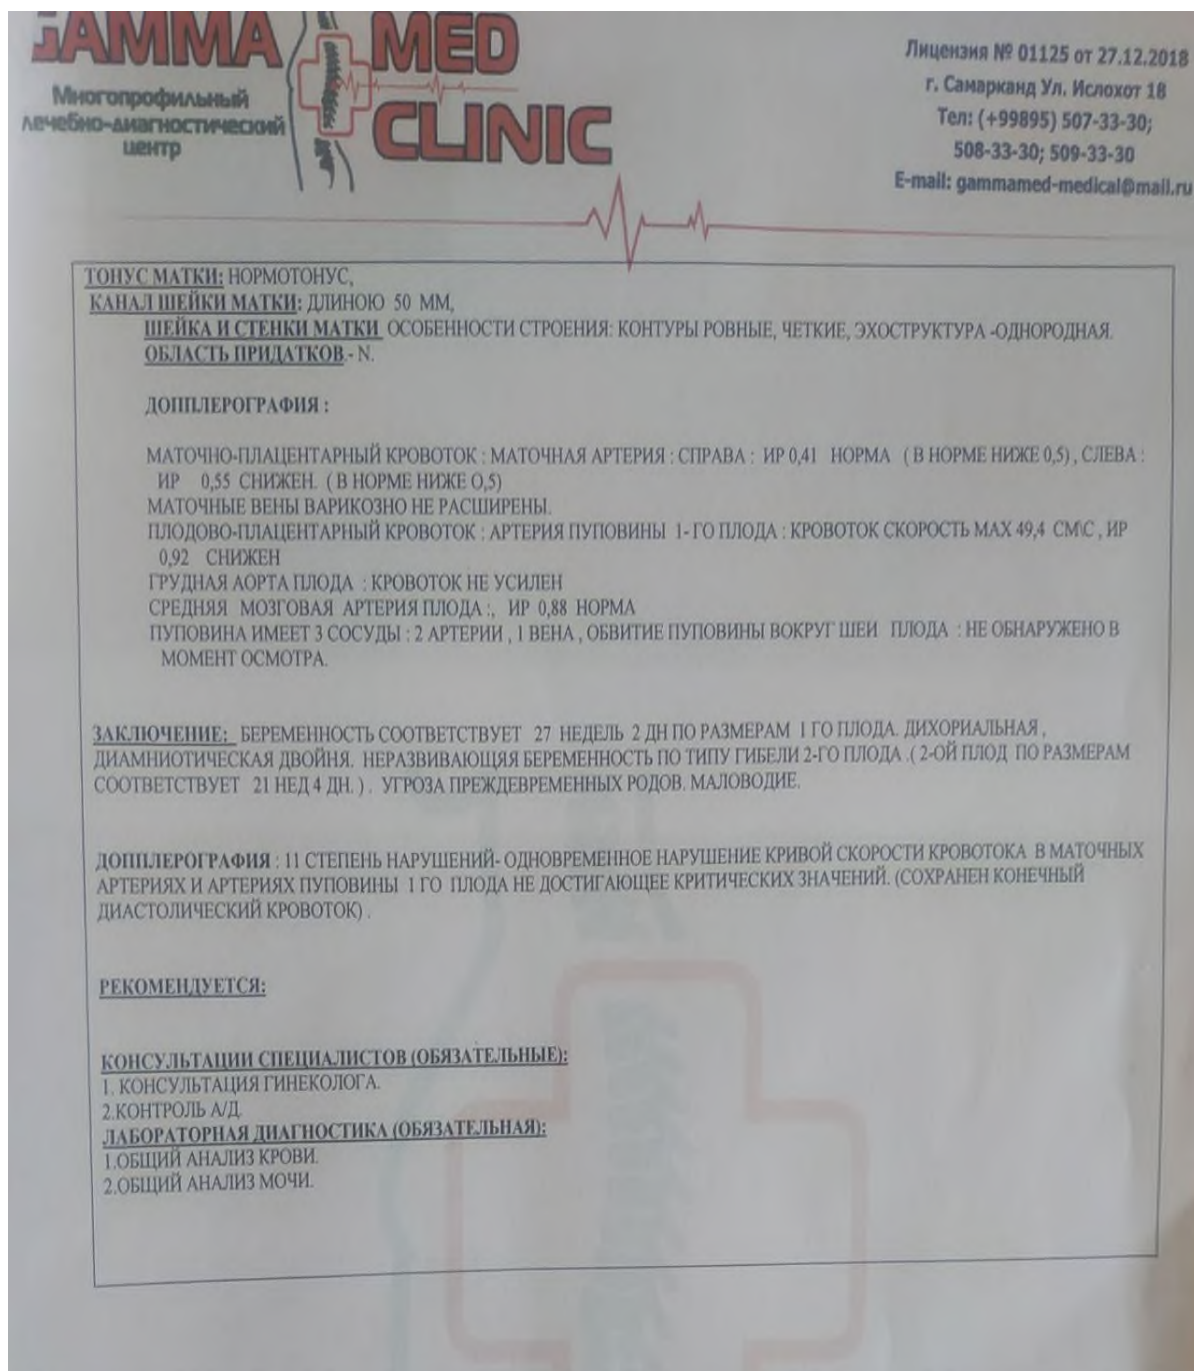 GAMMA MED
CLINIC
Многопрофильный
лечебно-диагностический
центр
Лицензия № 01125 от 27.12.2018
г. Самарканд Ул. Ислохот 18
Тел: (+99895) 507-33-30;
508-33-30; 509-33-30
E-mail: gammamed-medical@mail.ru
ТОНУС МАТКИ: НОРМОТОНУС,
КАНАЛ ШЕЙКИ МАТКИ: ДЛИНОЮ 50 ММ,
ШЕЙКА И СТЕНКИ МАТКИ ОСОБЕННОСТИ СТРОЕНИЯ: КОНТУРЫ РОВНЫЕ, ЧЕТКИЕ, ЭХОСТРУКТУРА -ОДНОРОДНАЯ.
ОБЛАСТЬ ПРИДАТКОВ.- N.
ДОППЛЕРОГРАФИЯ :
МАТОЧНО-ПЛАЦЕНТАРНЫЙ КРОВОТОК : МАТОЧНАЯ АРТЕРИЯ : СПРАВА : ИР 0,41 НОРМА ( В НОРМЕ НИЖЕ 0,5) , СЛЕВА :
ИР 0,55 СНИЖЕН. ( В НОРМЕ НИЖЕ О,5)
МАТОЧНЫЕ ВЕНЫ ВАРИКОЗНО НЕ РАСШИРЕНЫ.
ПЛОДОВО-ПЛАЦЕНТАРНЫЙ КРОВОТОК : АРТЕРИЯ ПУПОВИНЫ 1- ГО ПЛОДА : КРОВОТОК СКОРОСТЬ МАХ 49,4 СМ\С , ИР
0,92 СНИЖЕН
ГРУДНАЯ АОРТА ПЛОДА : КРОВОТОК НЕ УСИЛЕН
СРЕДНЯЯ МОЗГОВАЯ АРТЕРИЯ ПЛОДА :, ИР 0,88 НОРМА
ПУПОВИНА ИМЕЕТ 3 СОСУДЫ : 2 АРТЕРИИ , 1 ВЕНА , ОБВИТИЕ ПУПОВИНЫ ВОКРУГ ШЕИ ПЛОДА : НЕ ОБНАРУЖЕНО В
МОМЕНТ ОСМОТРА.
ЗАКЛЮЧЕНИЕ: БЕРЕМЕННОСТЬ СООТВЕТСТВУЕТ 27 НЕДЕЛЬ 2 ДН ПО РАЗМЕРАМ 1 ГО ПЛОДА. ДИХОРИАЛЬНАЯ ,
ДИАМНИОТИЧЕСКАЯ ДВОЙНЯ. НЕРАЗВИВАЮЩЯЯ БЕРЕМЕННОСТЬ ПО ТИПУ ГИБЕЛИ 2-ГО ПЛОДА .( 2-ОЙ ПЛОД ПО РАЗМЕРАМ
СООТВЕТСТВУЕТ 21 НЕД 4 ДН. ) . УГРОЗА ПРЕЖДЕВРЕМЕННЫХ РОДОВ. МАЛОВОДИЕ.
ДОППЛЕРОГРАФИЯ : 11 СТЕПЕНЬ НАРУШЕНИЙ- ОДНОВРЕМЕННОЕ НАРУШЕНИЕ КРИВОЙ СКОРОСТИ КРОВОТОКА В МАТОЧНЫХ
АРТЕРИЯХ И АРТЕРИЯХ ПУПОВИНЫ 1 ГО ПЛОДА НЕ ДОСТИГАЮЩЕЕ КРИТИЧЕСКИХ ЗНАЧЕНИЙ. (СОХРАНЕН КОНЕЧНЫЙ
ДИАСТОЛИЧЕСКИЙ КРОВОТОК) .
РЕКОМЕНДУЕТСЯ:
КОНСУЛЬТАЦИИ СПЕЦИАЛИСТОВ (ОБЯЗАТЕЛЬНЫЕ):
1. КОНСУЛЬТАЦИЯ ГИНЕКОЛОГА.
2.КОНТРОЛЬ А/Д.
ЛАБОРАТОРНАЯ ДИАГНОСТИКА (ОБЯЗАТЕЛЬНАЯ):
1.ОБЩИЙ АНАЛИЗ КРОВИ.
2.ОБЩИЙ АНАЛИЗ МОЧИ.